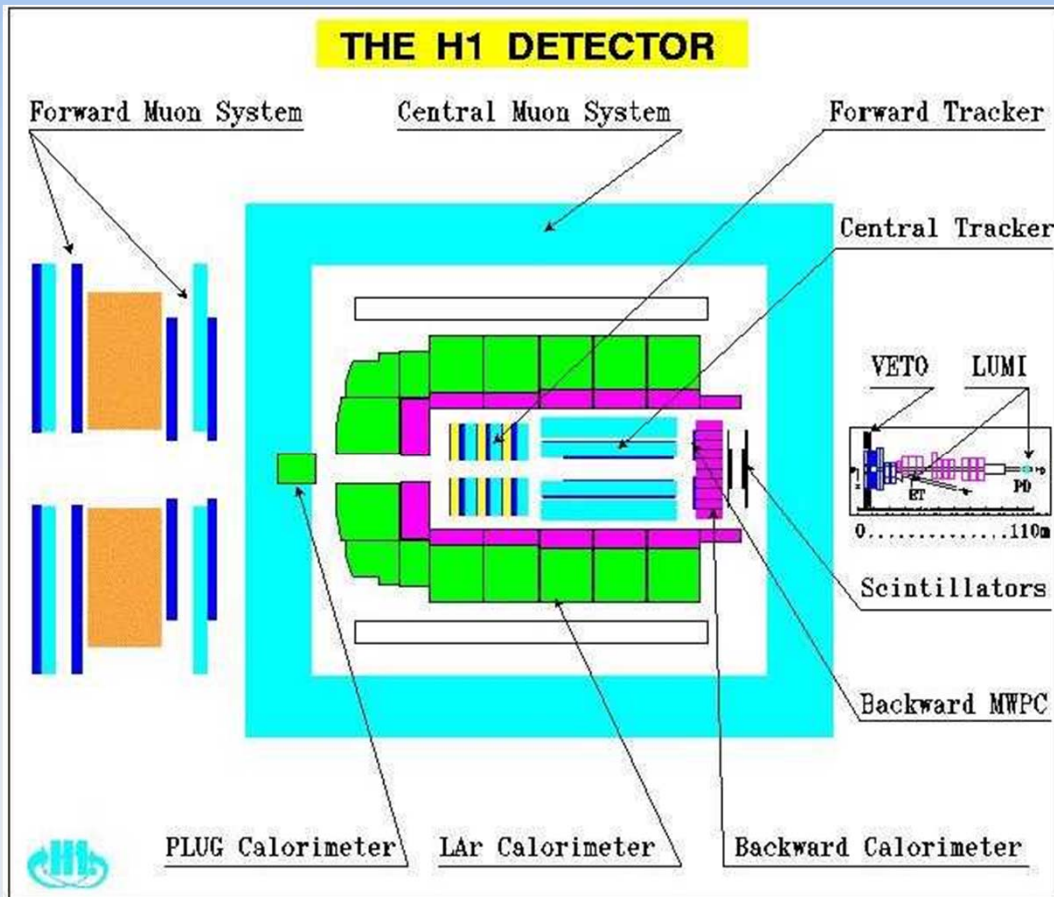 THE H1 DETECTOR
Forward Muon System
Central Muon System
Forward Tracker
Central Tracker
VETO
LUMI
ET
PD
0..............110m
Scintillators
Backward MWPC
PLUG Calorimeter
LAr Calorimeter
Backward Calorimeter
H1